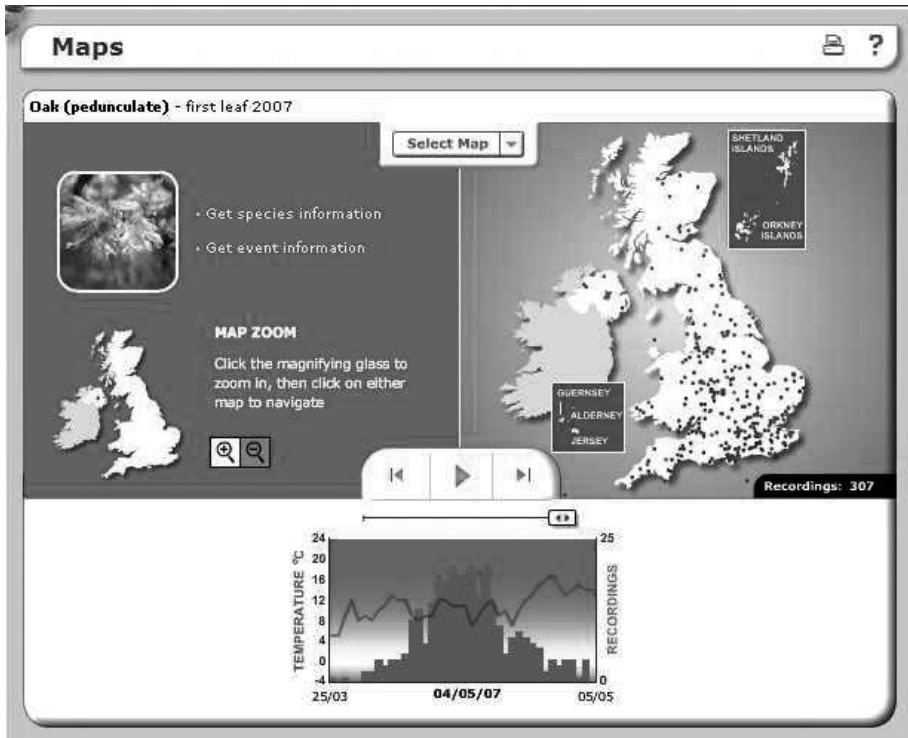 Maps
?
Oak (pedunculate) - first leaf 2007
Select Map
SHETLAND
ISLANDS
ORKNEY
ISLANDS
• Get species information
• Get event information
MAP ZOOM
Click the magnifying glass to
zoom in, then click on either
map to navigate
GUERNSEY
ALDERNEY
JERSEY
Recordings: 307
TEMPERATURE °C
24
20
16
12
8
4
0
-4
25
0
RECORDINGS
25/03
04/05/07
05/05